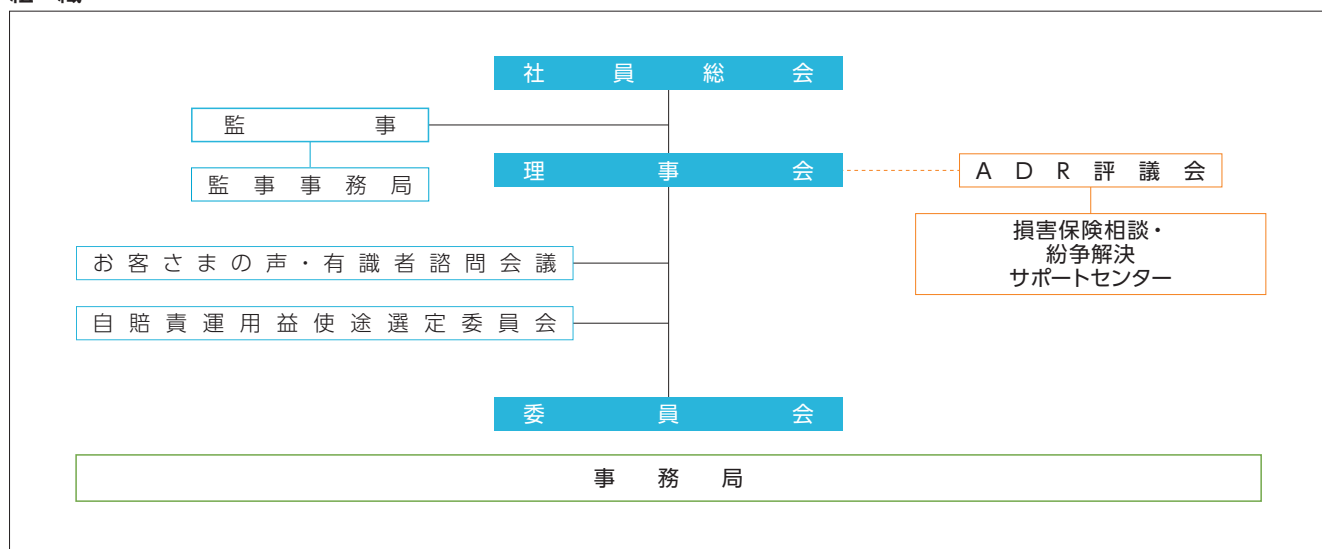 社員総会
監事
監事事務局
理事会
ADR評議会
損害保険相談・
紛争解決
サポートセンター
お客さまの声・有識者諮問会議
自賠責運用益使途選定委員会
委員会
事務局